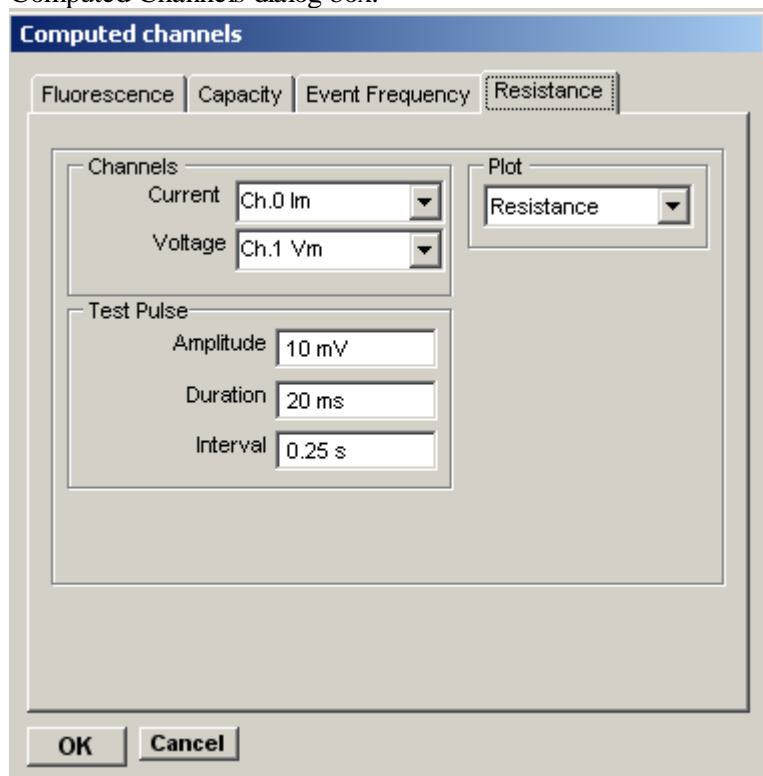 Computed Channels dialog box.
Computed channels
Fluorescence Capacity Event Frequency Resistance
Channels
Current Ch.0 Im
Voltage Ch.1 Vm
Plot
Resistance
Test Pulse
Amplitude 10 mV
Duration 20 ms
Interval 0.25 s
OK Cancel